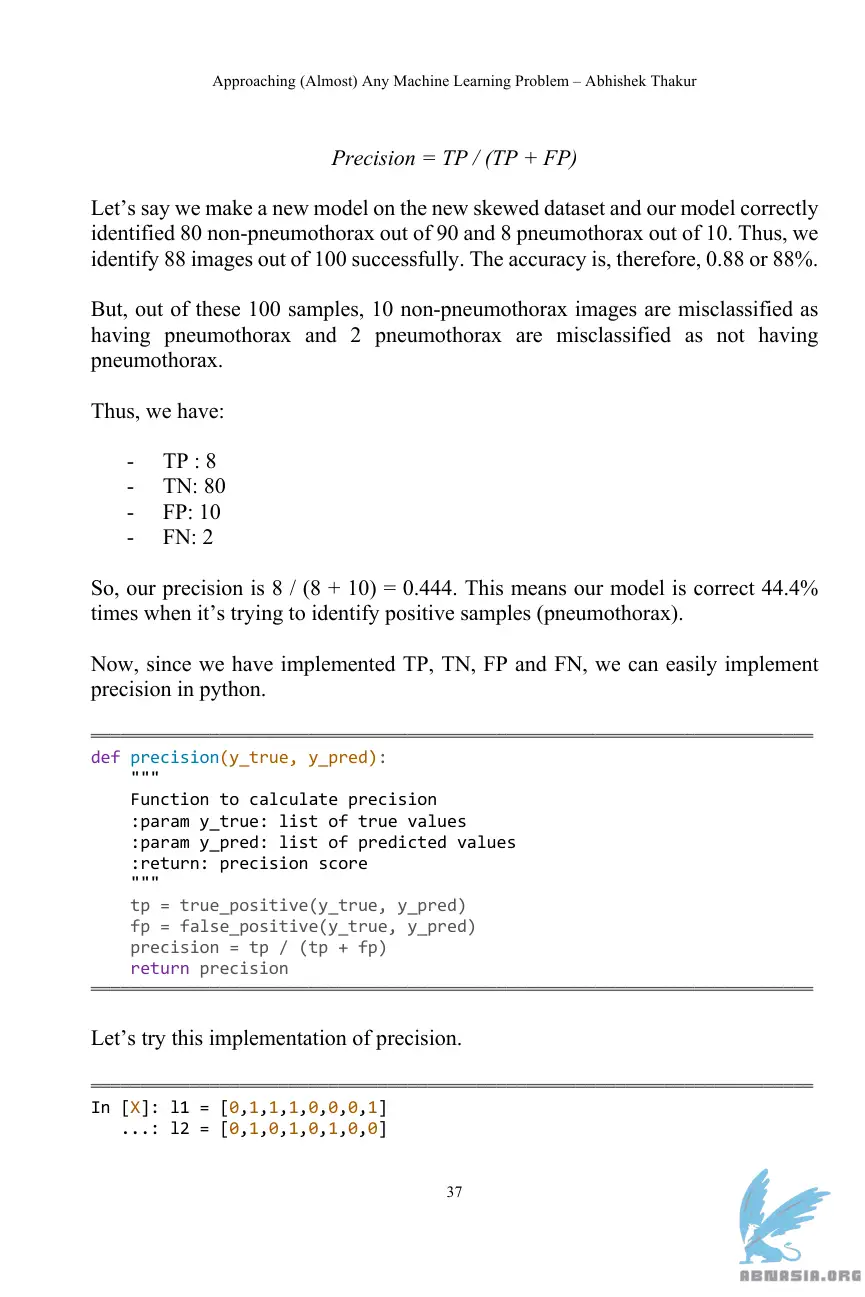 Approaching (Almost) Any Machine Learning Problem – Abhishek Thakur
Precision = TP / (TP + FP)
Let’s say we make a new model on the new skewed dataset and our model correctly
identified 80 non-pneumothorax out of 90 and 8 pneumothorax out of 10. Thus, we
identify 88 images out of 100 successfully. The accuracy is, therefore, 0.88 or 88%.
But, out of these 100 samples, 10 non-pneumothorax images are misclassified as
having pneumothorax and 2 pneumothorax are misclassified as not having
pneumothorax.
Thus, we have:
- TP : 8
- TN: 80
- FP: 10
- FN: 2
So, our precision is 8 / (8 + 10) = 0.444. This means our model is correct 44.4%
times when it’s trying to identify positive samples (pneumothorax).
Now, since we have implemented TP, TN, FP and FN, we can easily implement
precision in python.
def precision(y_true, y_pred):
    """
    Function to calculate precision
    :param y_true: list of true values
    :param y_pred: list of predicted values
    :return: precision score
    """
    tp = true_positive(y_true, y_pred)
    fp = false_positive(y_true, y_pred)
    precision = tp / (tp + fp)
    return precision
Let’s try this implementation of precision.
In [X]: l1 = [0,1,1,1,0,0,0,1]
   ...: l2 = [0,1,0,1,0,1,0,0]
37
ABNASIA.ORG